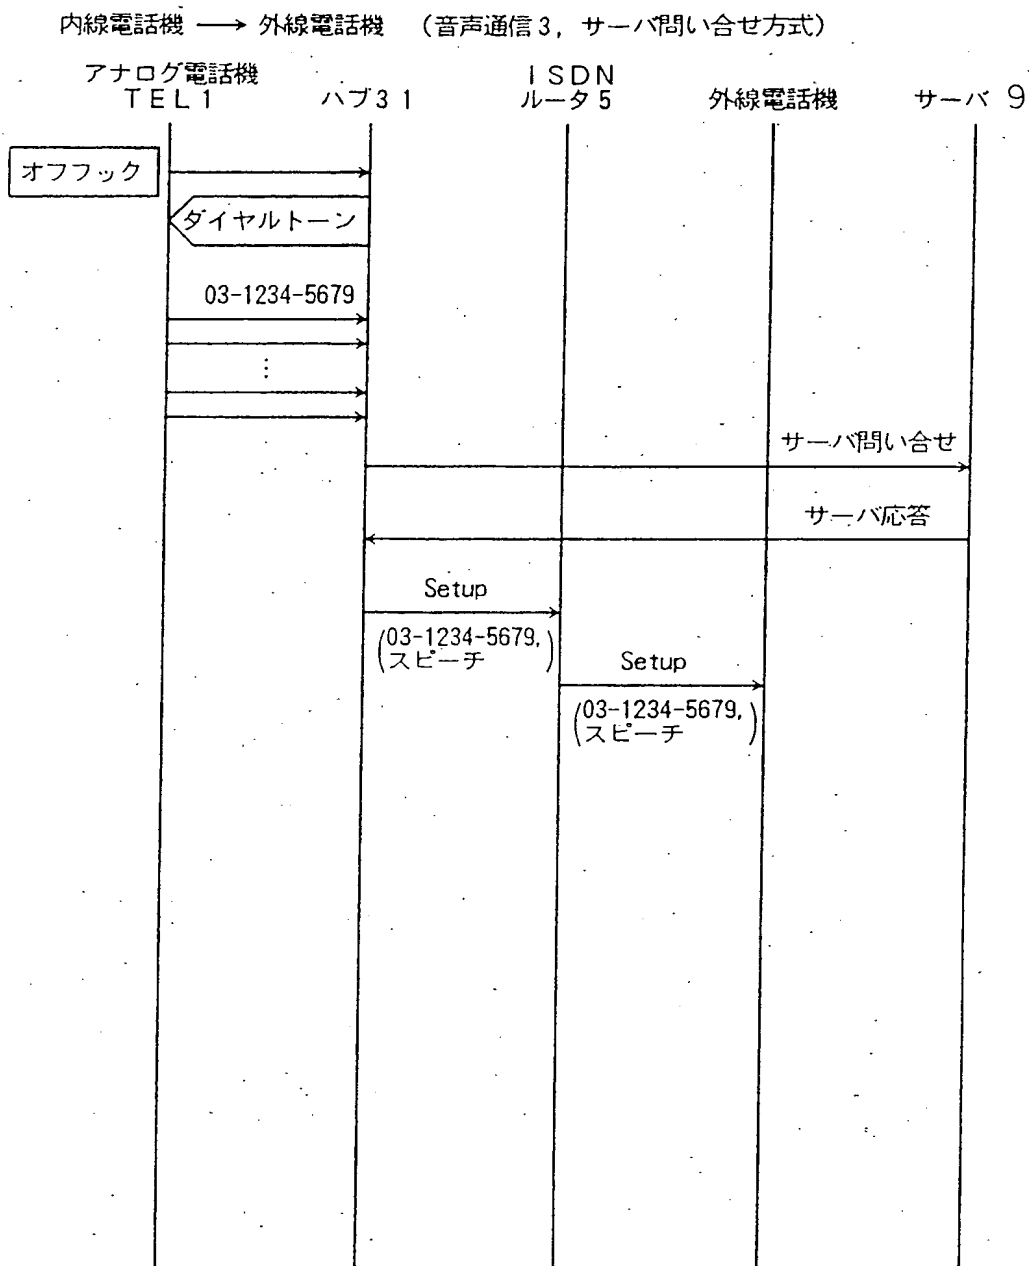 内線電話機 ⟶ 外線電話機 (音声通信3, サーバ問い合せ方式)
アナログ電話機
TEL1
ハブ31
ISDN
ルータ5
外線電話機
サーバ 9
オフフック
ダイヤルトーン
03-1234-5679
⋮
サーバ問い合せ
サーバ応答
Setup
(03-1234-5679,
スピーチ)
Setup
(03-1234-5679,
スピーチ)